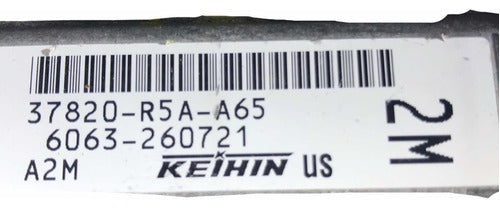 37820-R5A-A65
6063-260721
A2M KEIHIN US
2M